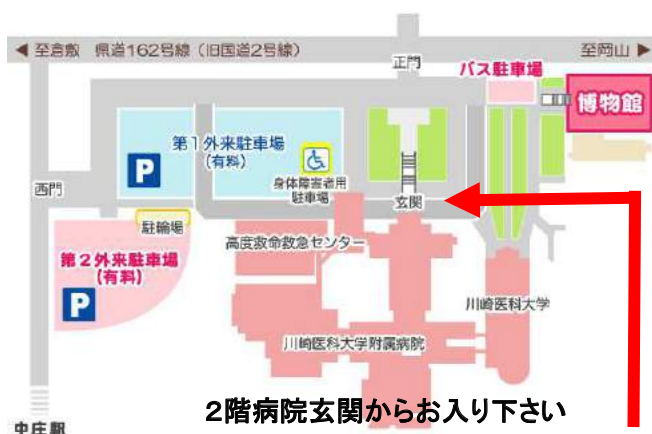 ◀ 至倉敷 県道162号線（旧国道2号線）
至岡山 ▶
正門
バス駐車場
博物館
第1外来駐車場
(有料)
P
身体障害者用
駐車場
西門
玄関
駐輪場
高度救命救急センター
第2外来駐車場
(有料)
P
川崎医科大学
川崎医科大学附属病院
2階病院玄関からお入り下さい
中庄駅